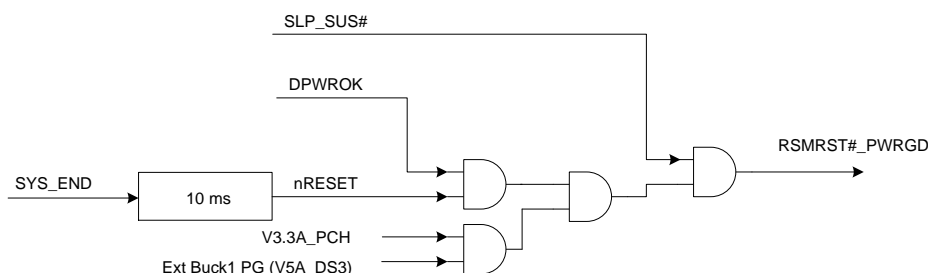 SLP_SUS#
DPWROK
RSMRST#_PWRGD
SYS_END
10 ms
nRESET
V3.3A_PCH
Ext Buck1 PG (V5A_DS3)